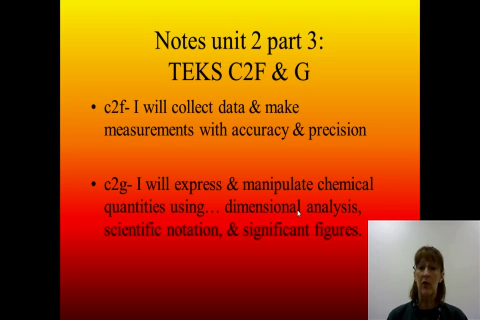 Notes unit 2 part 3:
TEKS C2F & G
• c2f- I will collect data & make
measurements with accuracy & precision
• c2g- I will express & manipulate chemical
quantities using… dimensional analysis,
scientific notation, & significant figures.